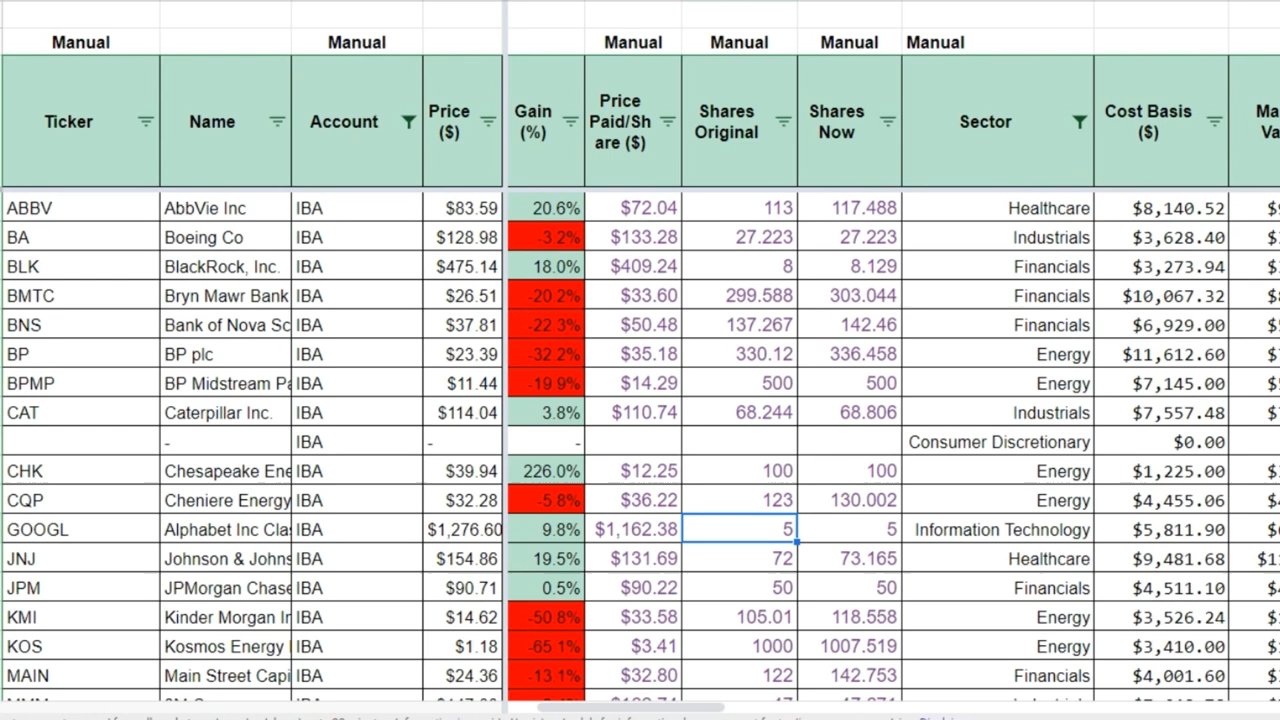 Manual Manual Manual Manual Manual Manual
Ticker Name Account Price ($) Gain (%) Price Paid/Sh are ($) Shares Original Shares Now Sector Cost Basis ($) Ma Va
ABBV AbbVie Inc IBA $83.59 20.6% $72.04 113 117.488 Healthcare $8,140.52
BA Boeing Co IBA $128.98 -3.2% $133.28 27.223 27.223 Industrials $3,628.40
BLK BlackRock, Inc. IBA $475.14 18.0% $409.24 8 8.129 Financials $3,273.94
BMTC Bryn Mawr Bank IBA $26.51 -20.2% $33.60 299.588 303.044 Financials $10,067.32
BNS Bank of Nova Sc IBA $37.81 -22.3% $50.48 137.267 142.46 Financials $6,929.00
BP BP plc IBA $23.39 -32.2% $35.18 330.12 336.458 Energy $11,612.60
BPMP BP Midstream Pa IBA $11.44 -19.9% $14.29 500 500 Energy $7,145.00
CAT Caterpillar Inc. IBA $114.04 3.8% $110.74 68.244 68.806 Industrials $7,557.48
- IBA - - Consumer Discretionary $0.00
CHK Chesapeake Ene IBA $39.94 226.0% $12.25 100 100 Energy $1,225.00
CQP Cheniere Energy IBA $32.28 -5.8% $36.22 123 130.002 Energy $4,455.06
GOOGL Alphabet Inc Clas IBA $1,276.60 9.8% $1,162.38 5 5 Information Technology $5,811.90
JNJ Johnson & Johns IBA $154.86 19.5% $131.69 72 73.165 Healthcare $9,481.68
JPM JPMorgan Chase IBA $90.71 0.5% $90.22 50 50 Financials $4,511.10
KMI Kinder Morgan In IBA $14.62 -50.8% $33.58 105.01 118.558 Energy $3,526.24
KOS Kosmos Energy IBA $1.18 -65.1% $3.41 1000 1007.519 Energy $3,410.00
MAIN Main Street Capi IBA $24.36 -13.1% $32.80 122 142.753 Financials $4,001.60